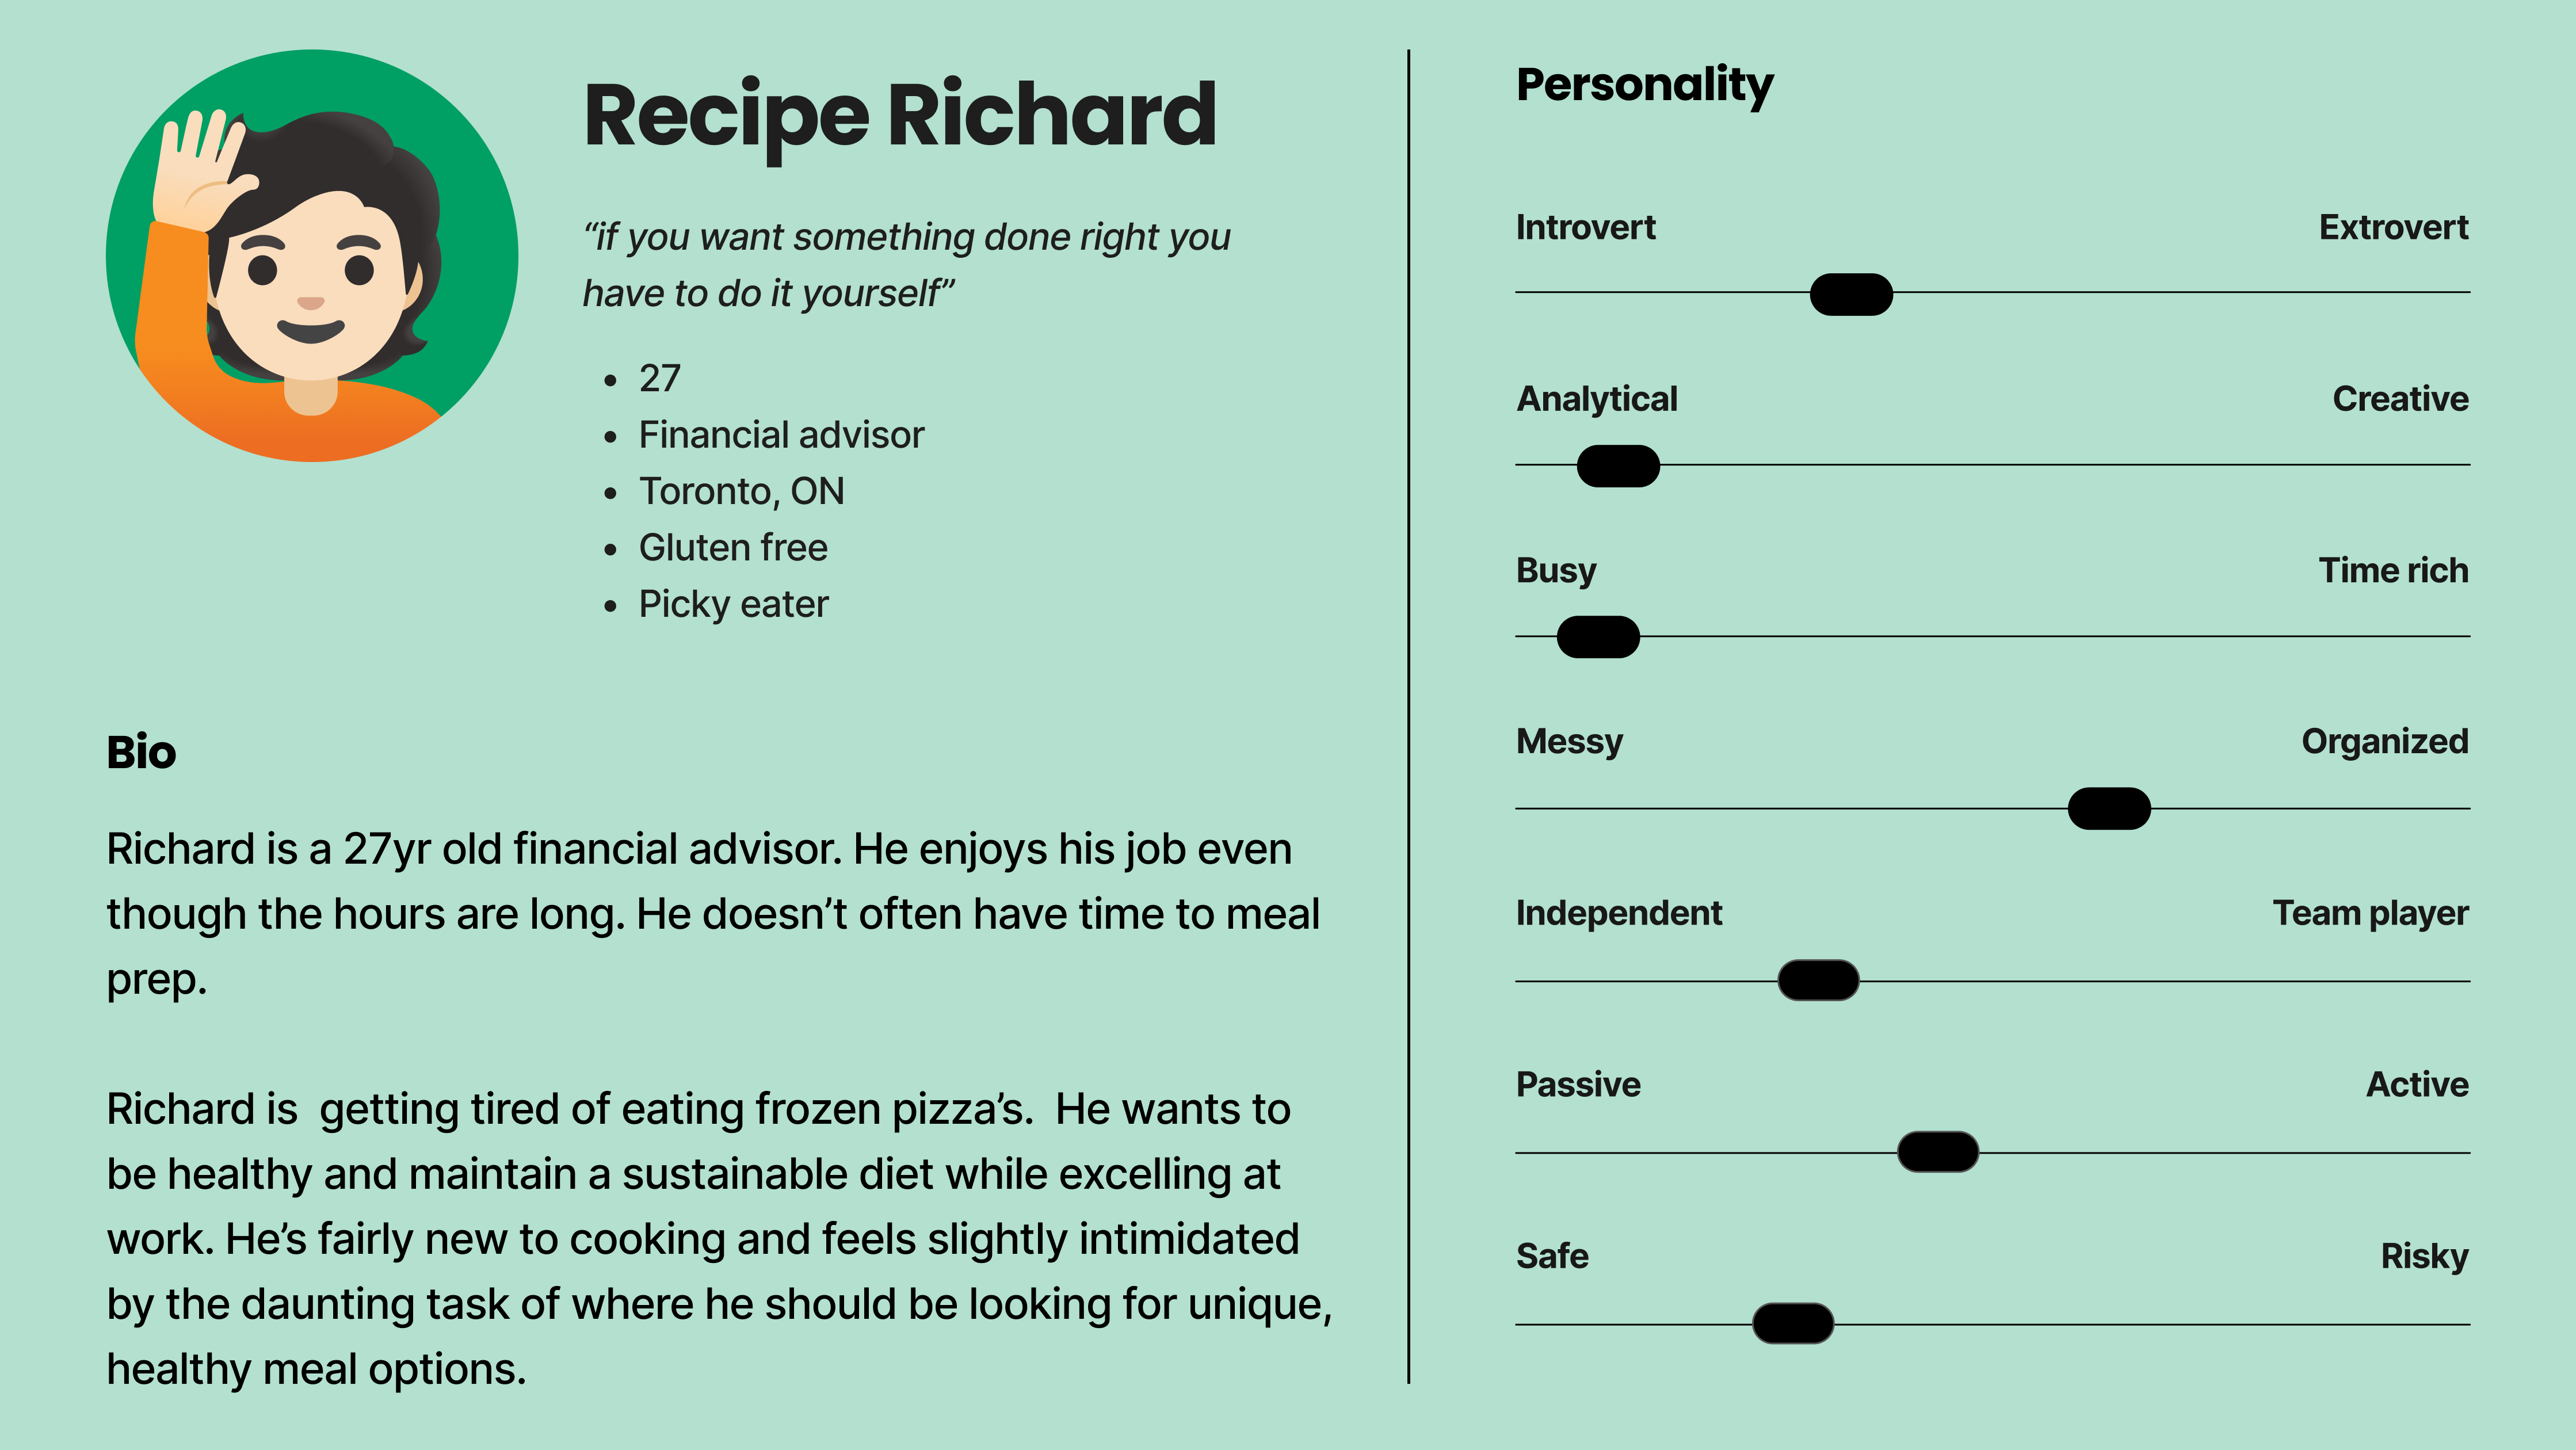 Recipe Richard
“if you want something done right you
have to do it yourself”
• 27
• Financial advisor
• Toronto, ON
• Gluten free
• Picky eater
Bio
Richard is a 27yr old financial advisor. He enjoys his job even
though the hours are long. He doesn’t often have time to meal
prep.
Richard is  getting tired of eating frozen pizza’s.  He wants to
be healthy and maintain a sustainable diet while excelling at
work. He’s fairly new to cooking and feels slightly intimidated
by the daunting task of where he should be looking for unique,
healthy meal options.
Personality
Introvert Extrovert
Analytical Creative
Busy Time rich
Messy Organized
Independent Team player
Passive Active
Safe Risky